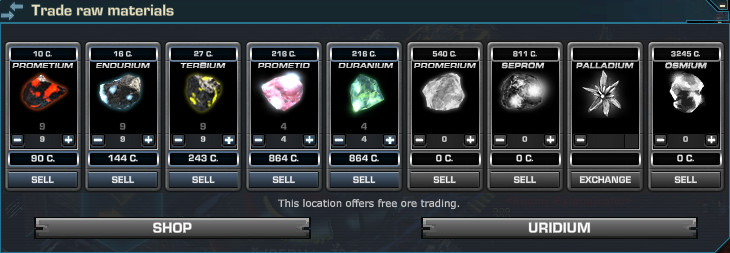 Trade raw materials
10 C. 16 C. 27 C. 216 C. 216 C. 540 C. 811 C. 3245 C.
PROMETIUM ENDURIUM TERBIUM PROMETID DURANIUM PROMERIUM SEPROM PALLADIUM OSMIUM
9 9 9 4 4
9 9 9 4 4 0 0 0
90 C. 144 C. 243 C. 864 C. 864 C. 0 C. 0 C. 0 C.
SELL SELL SELL SELL SELL SELL SELL EXCHANGE SELL
This location offers free ore trading.
SHOP URIDIUM